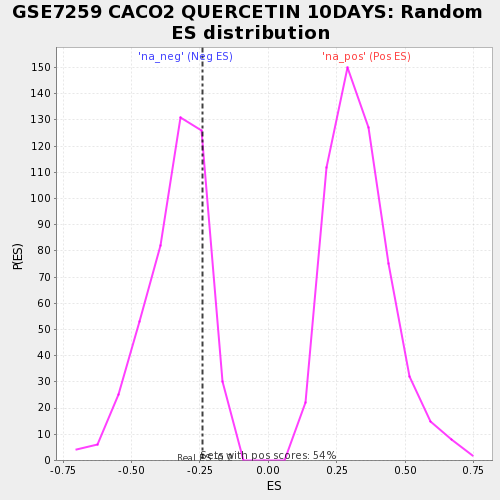 GSE7259 CACO2 QUERCETIN 10DAYS: Random
ES distribution
'na_neg' (Neg ES)
'na_pos' (Pos ES)
150
140
130
120
110
100
90
80
70
60
50
40
30
20
10
0
P(ES)
Sets with pos scores: 54%
Real ES
-0.75
-0.50
-0.25
0.00
0.25
0.50
0.75
ES